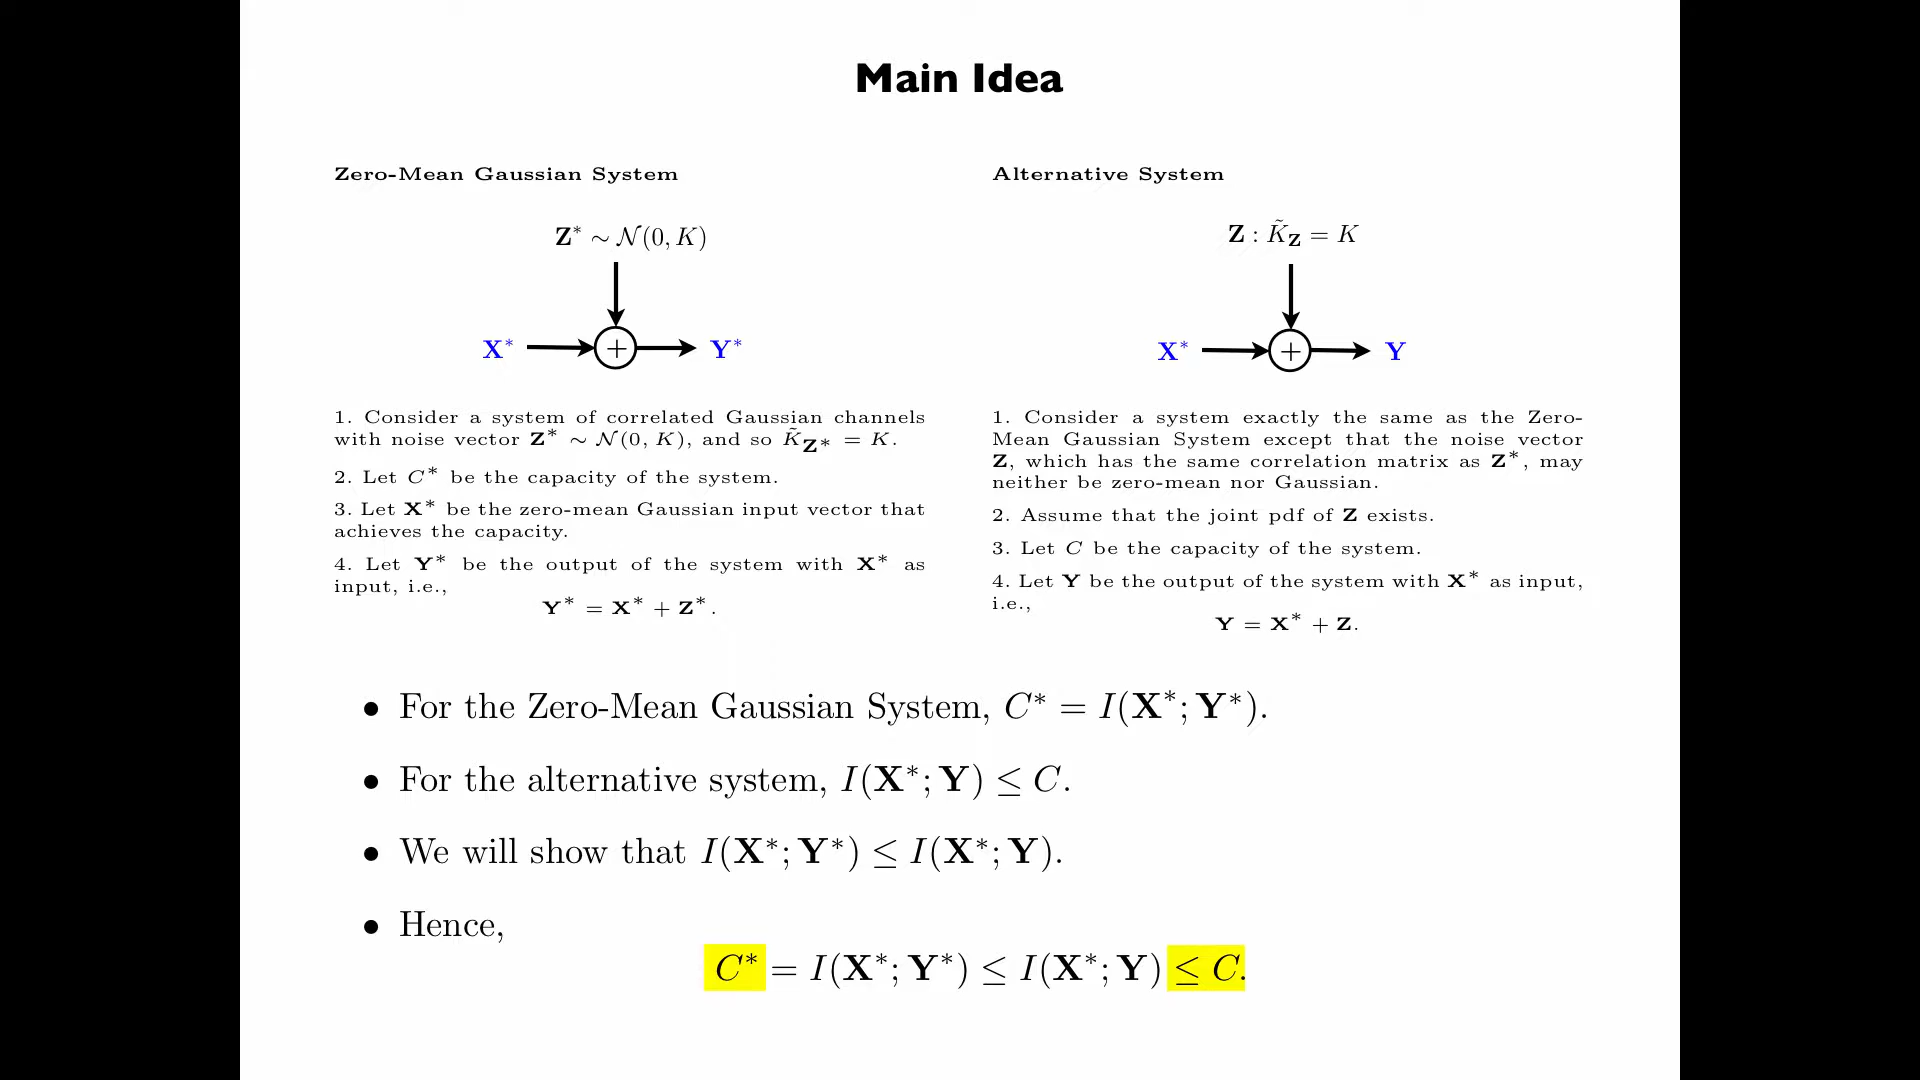 Main Idea
Zero-Mean Gaussian System
Z* ∼ N(0, K)
X* + Y*
1. Consider a system of correlated Gaussian channels
with noise vector Z* ∼ N(0, K), and so K̃_Z* = K.
2. Let C* be the capacity of the system.
3. Let X* be the zero-mean Gaussian input vector that
achieves the capacity.
4. Let Y* be the output of the system with X* as
input, i.e.,
Y* = X* + Z*.
Alternative System
Z : K̃_Z = K
X* + Y
1. Consider a system exactly the same as the Zero-
Mean Gaussian System except that the noise vector
Z, which has the same correlation matrix as Z*, may
neither be zero-mean nor Gaussian.
2. Assume that the joint pdf of Z exists.
3. Let C be the capacity of the system.
4. Let Y be the output of the system with X* as input,
i.e.,
Y = X* + Z.
• For the Zero-Mean Gaussian System, C* = I(X*; Y*).
• For the alternative system, I(X*; Y) ≤ C.
• We will show that I(X*; Y*) ≤ I(X*; Y).
• Hence,
C* = I(X*; Y*) ≤ I(X*; Y) ≤ C.